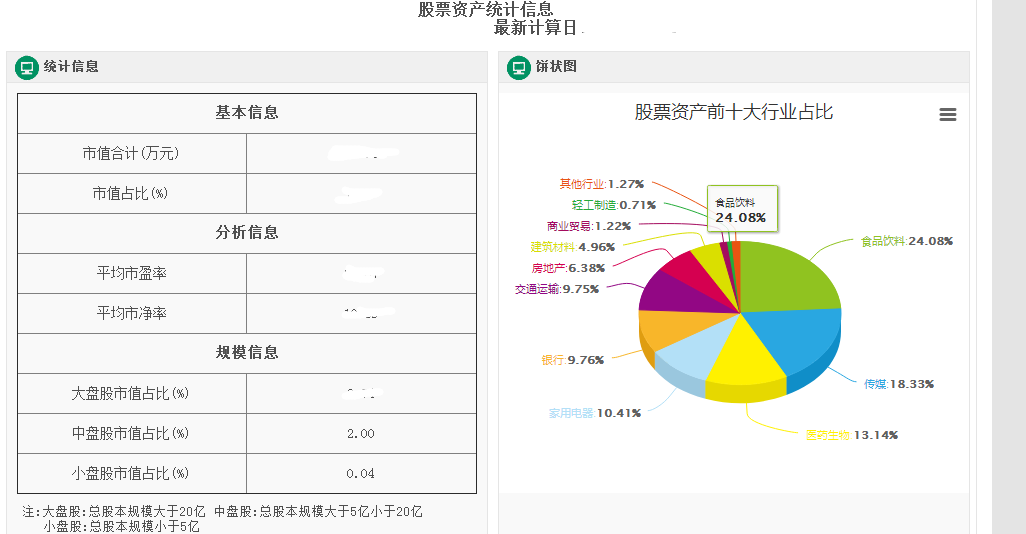 股票资产统计信息
最新计算日
统计信息
基本信息
市值合计(万元)
市值占比(%)
分析信息
平均市盈率
平均市净率
规模信息
大盘股市值占比(%)
中盘股市值占比(%) 2.00
小盘股市值占比(%) 0.04
注:大盘股:总股本规模大于20亿 中盘股:总股本规模大于5亿小于20亿
小盘股:总股本规模小于5亿
饼状图
股票资产前十大行业占比
其他行业:1.27%
轻工制造:0.71%
商业贸易:1.22%
建筑材料:4.96%
房地产:6.38%
交通运输:9.75%
银行:9.76%
家用电器:10.41%
食品饮料
24.08%
食品饮料:24.08%
传媒:18.33%
医药生物:13.14%